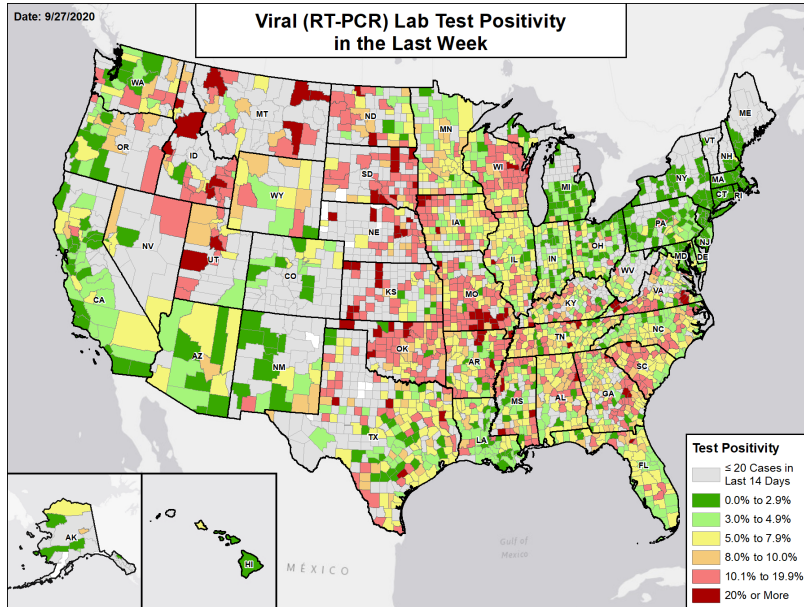 Date: 9/27/2020
Viral (RT-PCR) Lab Test Positivity
in the Last Week
WA
MT
ND
MN
ME
OR
ID
SD
WI
VT
NH
NY
MA
CT
RI
WY
MI
IA
PA
NJ
NE
NV
UT
CO
IL
IN
OH
MD
DE
WV
VA
CA
KS
MO
KY
NC
TN
AZ
NM
OK
AR
SC
MS
AL
GA
TX
LA
FL
AK
HI
MÉXICO
Gulf of
Mexico
Test Positivity
≤ 20 Cases in
Last 14 Days
0.0% to 2.9%
3.0% to 4.9%
5.0% to 7.9%
8.0% to 10.0%
10.1% to 19.9%
20% or More